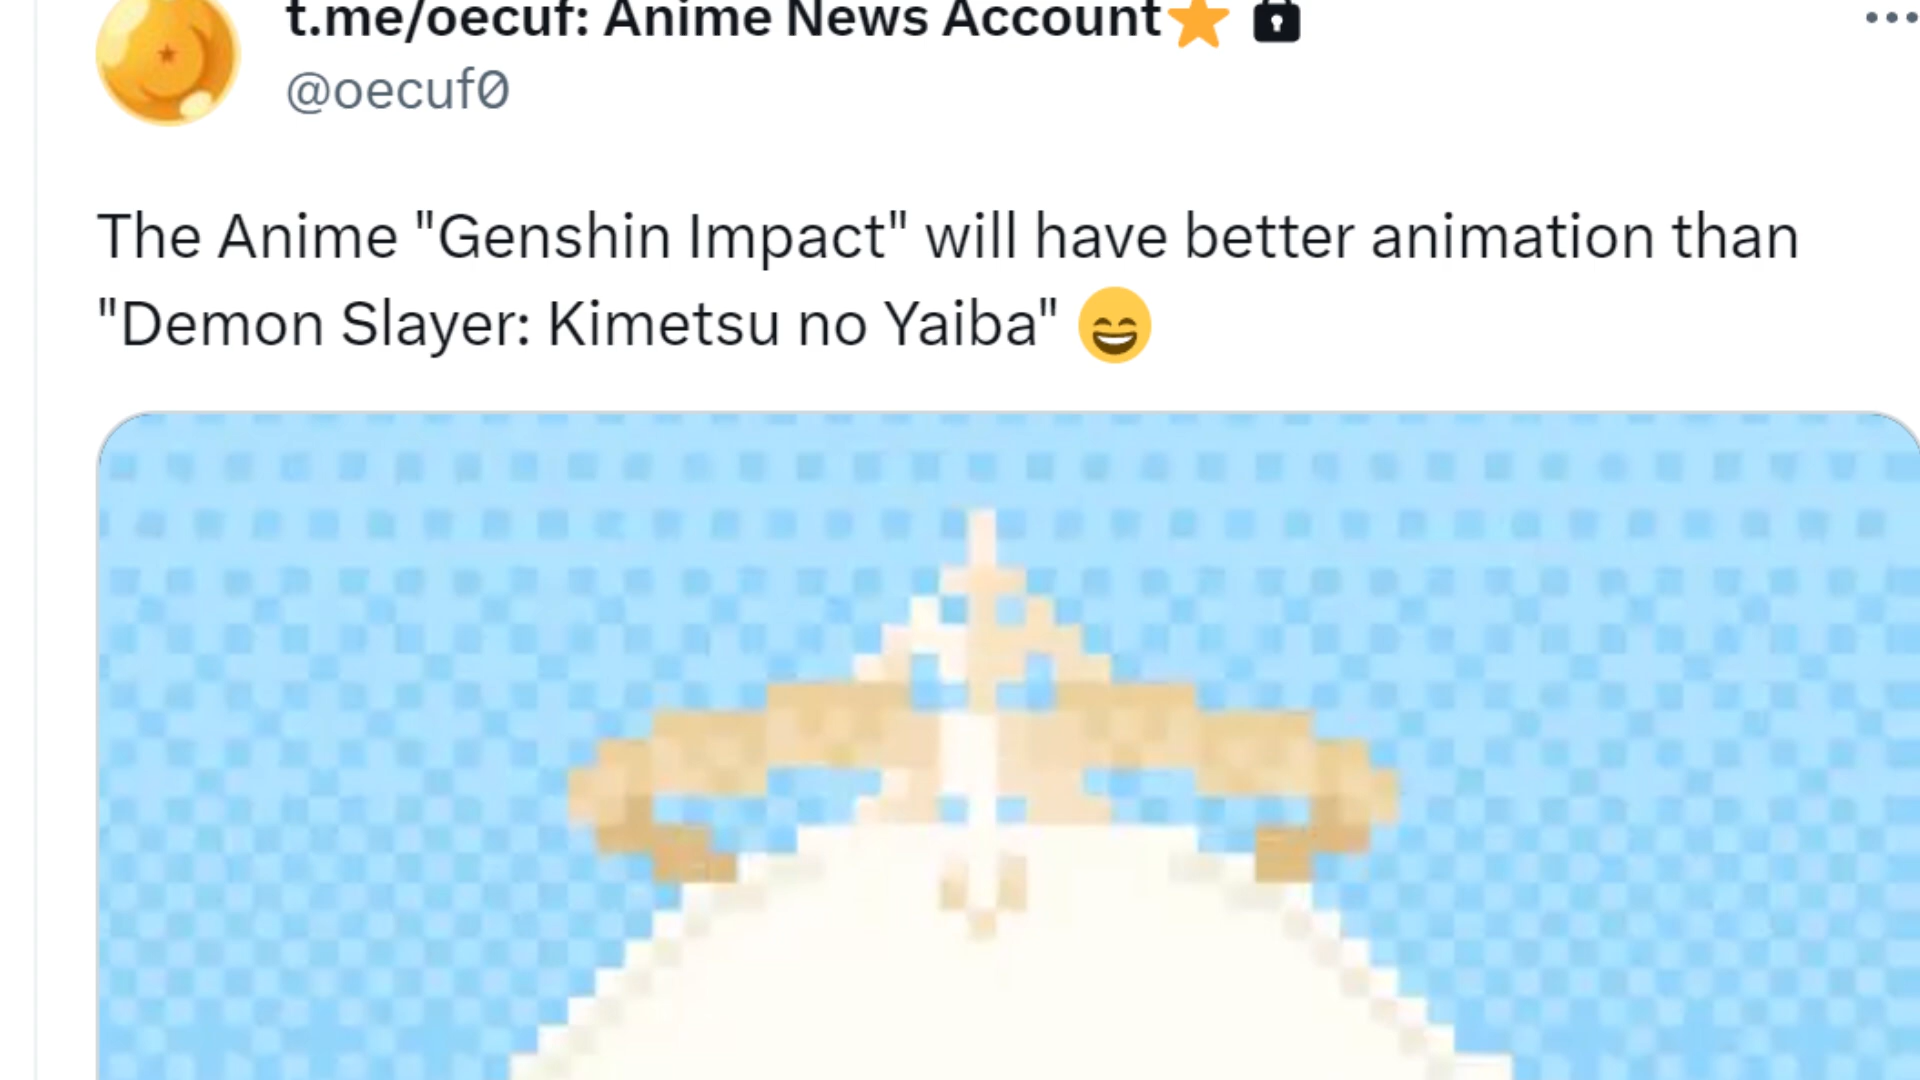 t.me/oecuf: Anime News Account⭐ 🔒
@oecuf0
The Anime "Genshin Impact" will have better animation than
"Demon Slayer: Kimetsu no Yaiba" 😄